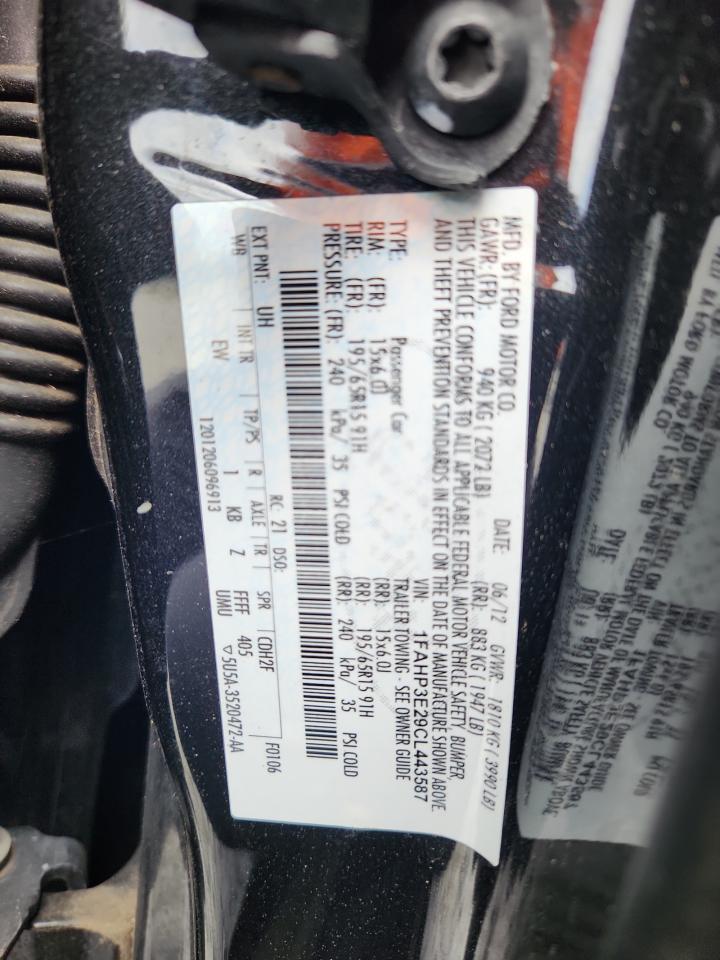 MFD. BY FORD MOTOR CO.
DATE: 06/12 GVWR: 1810 KG ( 3990 LB)
GAWR: (FR): 940 KG ( 2072 LB) (RR): 883 KG ( 1947 LB)
THIS VEHICLE CONFORMS TO ALL APPLICABLE FEDERAL MOTOR VEHICLE SAFETY, BUMPER,
AND THEFT PREVENTION STANDARDS IN EFFECT ON THE DATE OF MANUFACTURE SHOWN ABOVE.
VIN: 1FAHP3E29CL443587
TYPE: Passenger Car TRAILER TOWING - SEE OWNER GUIDE
RIM: (FR): 15x6.0J (RR): 15x6.0J
TIRE: (FR): 195/65R15 91H (RR): 195/65R15 91H
PRESSURE: (FR): 240 kPa/ 35 PSI COLD (RR): 240 kPa/ 35 PSI COLD
EXT PNT: UH RC: 21 DSO: F0106
WB INT TR TP/PS R AXLE TR SPR CDH2F
EW 1 KB Z FFFF 405
1201206096913 UMU ▽5U5A-3520472-AA